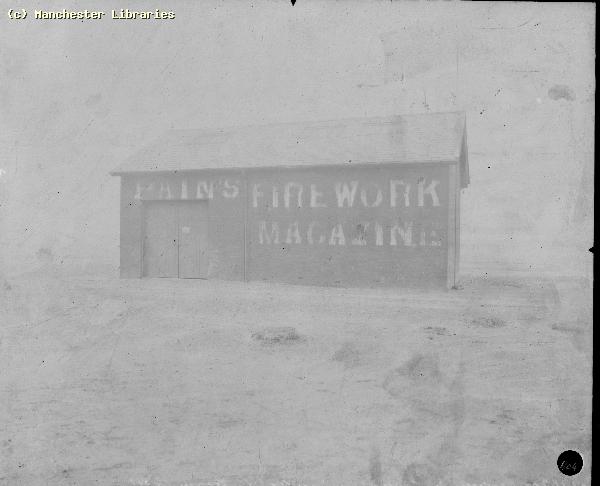 (c) Manchester Libraries
PAIN'S FIREWORK
MAGAZINE